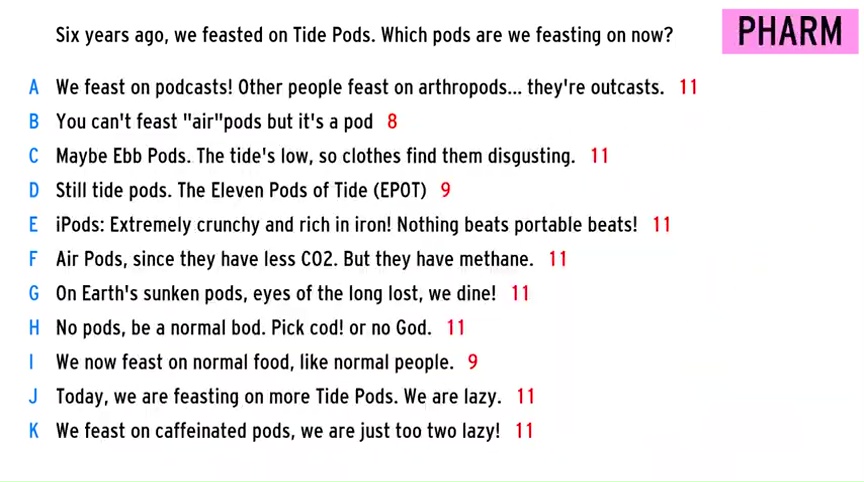 Six years ago, we feasted on Tide Pods. Which pods are we feasting on now?
PHARM
A We feast on podcasts! Other people feast on arthropods... they're outcasts. 11
B You can't feast "air"pods but it's a pod 8
C Maybe Ebb Pods. The tide's low, so clothes find them disgusting. 11
D Still tide pods. The Eleven Pods of Tide (EPOT) 9
E iPods: Extremely crunchy and rich in iron! Nothing beats portable beats! 11
F Air Pods, since they have less CO2. But they have methane. 11
G On Earth's sunken pods, eyes of the long lost, we dine! 11
H No pods, be a normal bod. Pick cod! or no God. 11
I We now feast on normal food, like normal people. 9
J Today, we are feasting on more Tide Pods. We are lazy. 11
K We feast on caffeinated pods, we are just too two lazy! 11